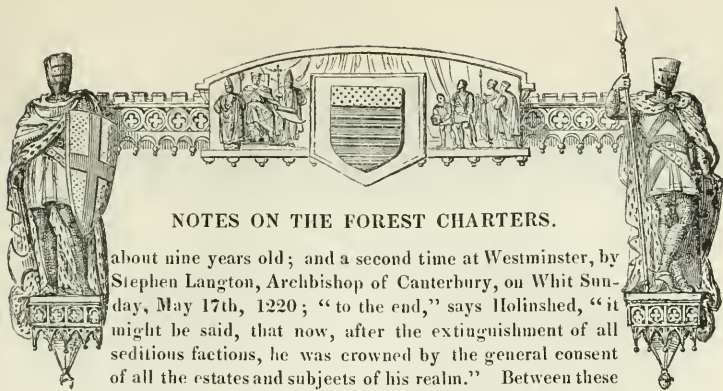 NOTES ON THE FOREST CHARTERS.
about nine years old; and a second time at Westminster, by
Stephen Langton, Archbishop of Canterbury, on Whit Sun-
day, May 17th, 1220; "to the end," says Holinshed, "it
might be said, that now, after the extinguishment of all
seditious factions, he was crowned by the general consent
of all the estates and subjects of his realm." Between these